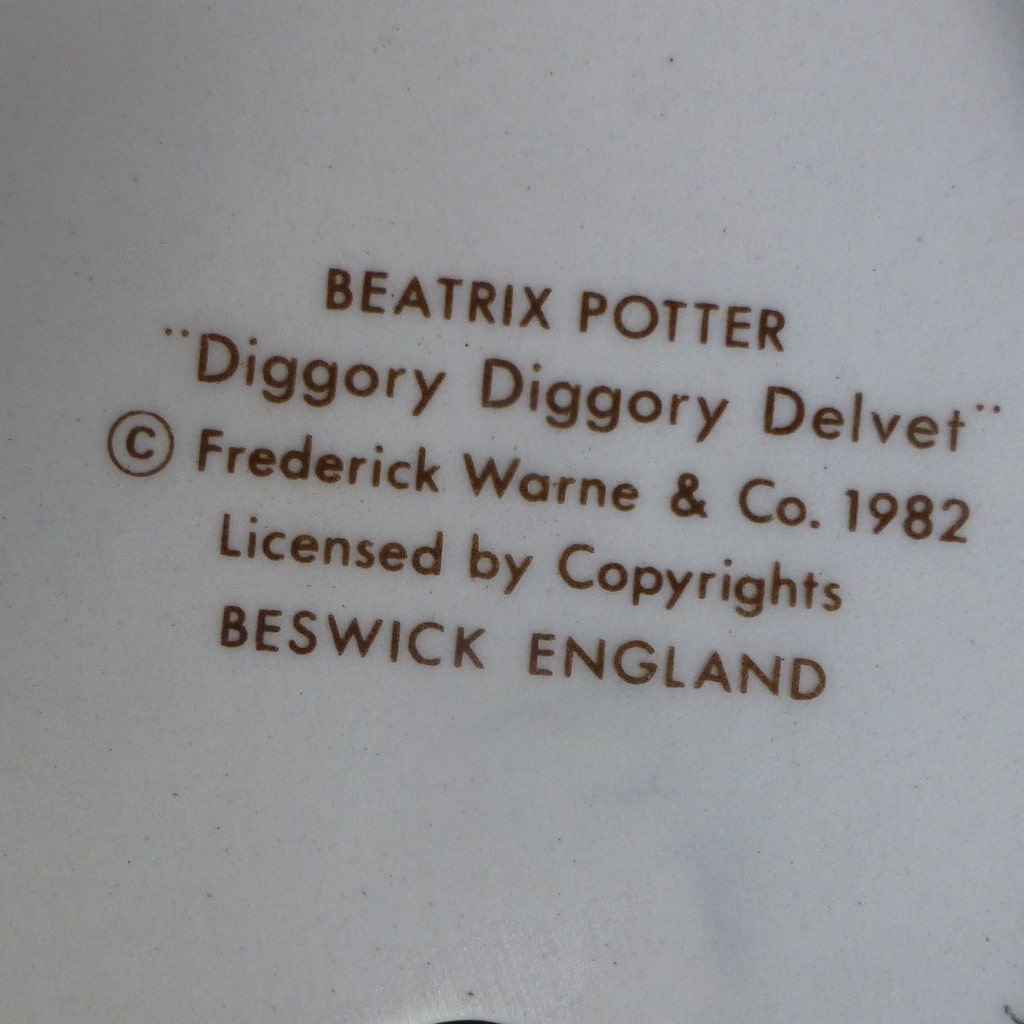 BEATRIX POTTER
¨Diggory Diggory Delvet¨
© Frederick Warne & Co. 1982
Licensed by Copyrights
BESWICK ENGLAND